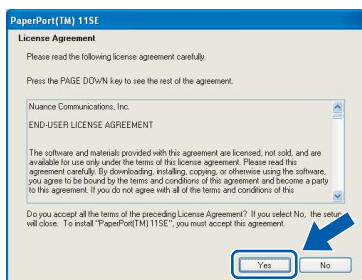 PaperPort(TM) 11SE
License Agreement
Please read the following license agreement carefully.
Press the PAGE DOWN key to see the rest of the agreement.
Nuance Communications, Inc.
END-USER LICENSE AGREEMENT
The software and materials provided with this agreement are licensed, not sold, and are
available for use only under the terms of this license agreement. Please read this
agreement carefully. By downloading, installing, copying, or otherwise using the software,
you agree to be bound by the terms and conditions of this agreement and become a party
to this agreement. If you do not agree with all of the terms and conditions of this
Do you accept all the terms of the preceding License Agreement? If you select No, the setup
will close. To install "PaperPort(TM) 11SE", you must accept this agreement.
Yes
No